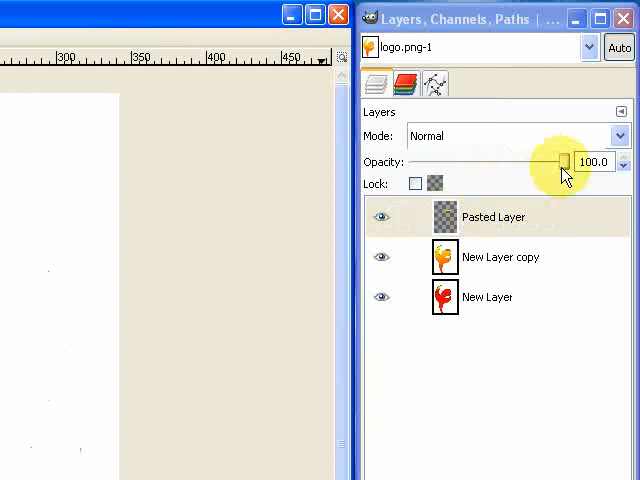 Layers, Channels, Paths | ...
logo.png-1
Auto
300 350 400 450
Layers
Mode: Normal
Opacity: 100.0
Lock:
Pasted Layer
New Layer copy
New Layer